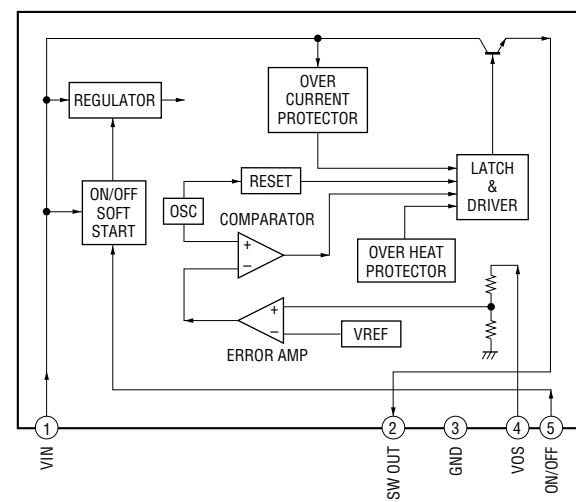 REGULATOR
OVER
CURRENT
PROTECTOR
ON/OFF
SOFT
START
OSC
RESET
LATCH
&
DRIVER
COMPARATOR
+
−
OVER HEAT
PROTECTOR
+
−
VREF
ERROR AMP
1
2
3
4
5
VIN
SW OUT
GND
VOS
ON/OFF